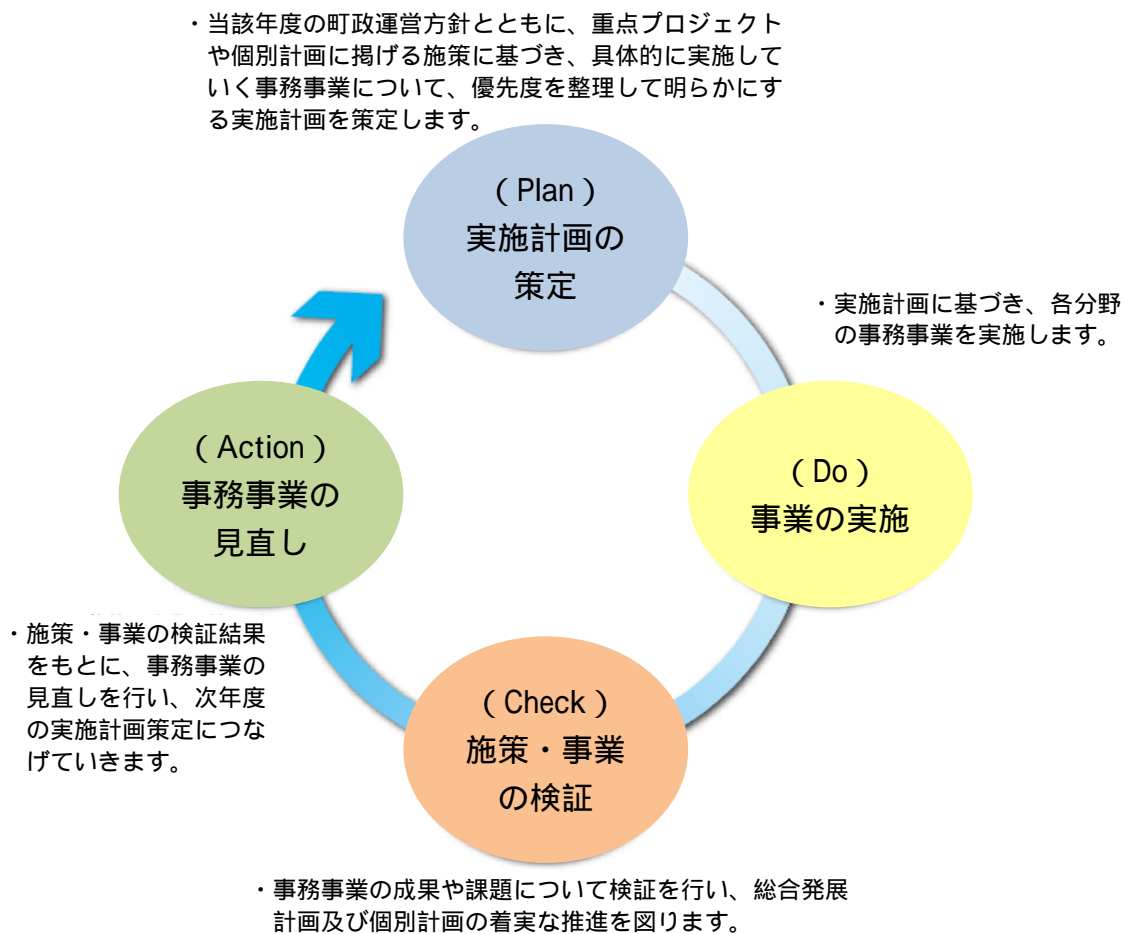 ・当該年度の町政運営方針とともに、重点プロジェクト
や個別計画に掲げる施策に基づき、具体的に実施して
いく事務事業について、優先度を整理して明らかにす
る実施計画を策定します。
(Plan)
実施計画の
策定
・実施計画に基づき、各分野
の事務事業を実施します。
(Do)
事業の実施
(Check)
施策・事業
の検証
・事務事業の成果や課題について検証を行い、総合発展
計画及び個別計画の着実な推進を図ります。
(Action)
事務事業の
見直し
・施策・事業の検証結果
をもとに、事務事業の
見直しを行い、次年度
の実施計画策定につな
げていきます。